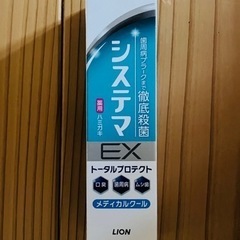 歯周病プラークまで
徹底殺菌
システマ
薬用
ハミガキ
EX
トータルプロテクト
口臭
歯周病
ムシ歯
メディカルクール
LION